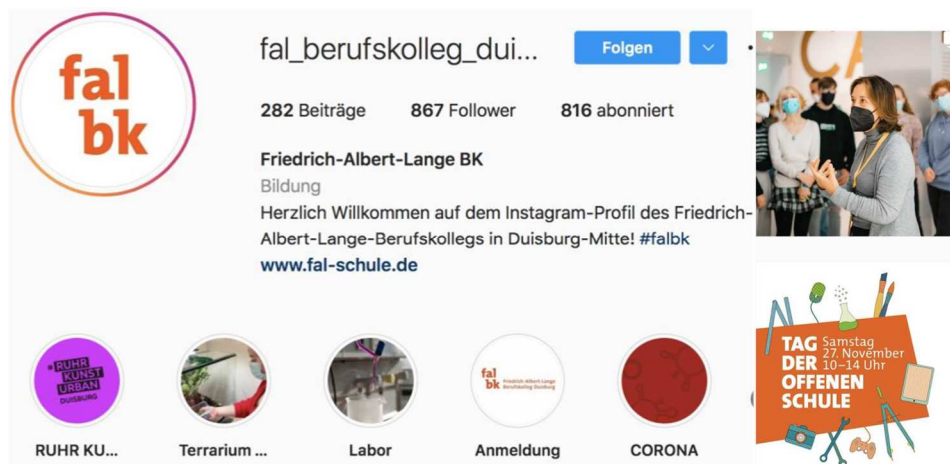 fal
bk
fal_berufskolleg_dui...
Folgen
282 Beiträge 867 Follower 816 abonniert
Friedrich-Albert-Lange BK
Bildung
Herzlich Willkommen auf dem Instagram-Profil des Friedrich-
Albert-Lange-Berufskollegs in Duisburg-Mitte! #falbk
www.fal-schule.de
RUHR
KUNST
URBAN
DUISBURG
fal
bk
Friedrich-Albert-Lange
Berufskolleg Duisburg
RUHR KU...
Terrarium ...
Labor
Anmeldung
CORONA
CA
TAG Samstag
DER 27. November
10–14 Uhr
OFFENEN
SCHULE